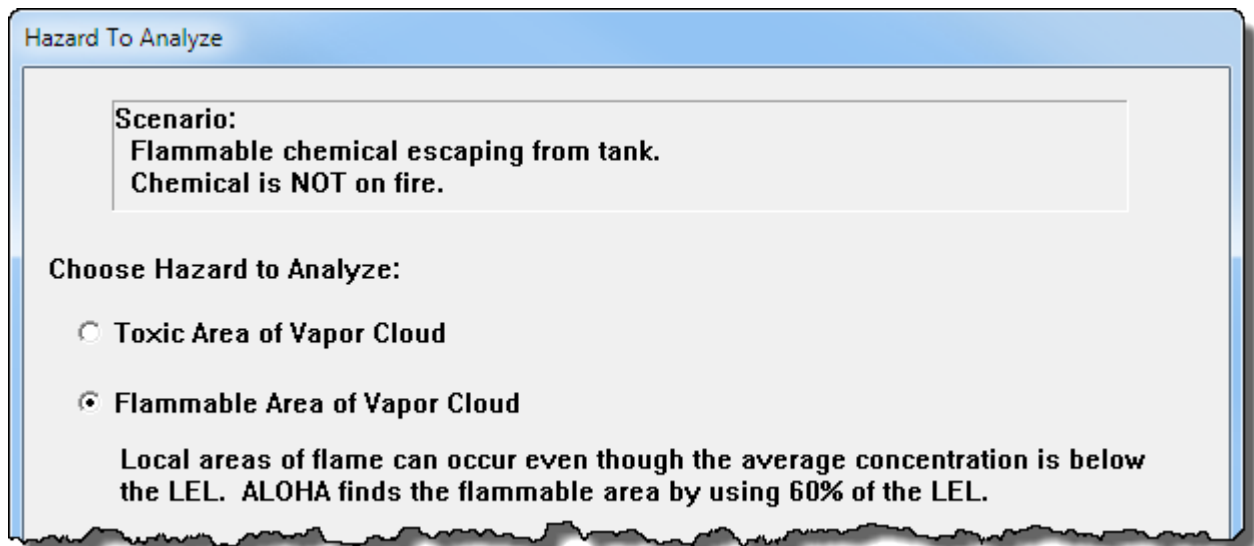 Hazard To Analyze
Scenario:
Flammable chemical escaping from tank.
Chemical is NOT on fire.
Choose Hazard to Analyze:
Toxic Area of Vapor Cloud
Flammable Area of Vapor Cloud
Local areas of flame can occur even though the average concentration is below
the LEL.  ALOHA finds the flammable area by using 60% of the LEL.